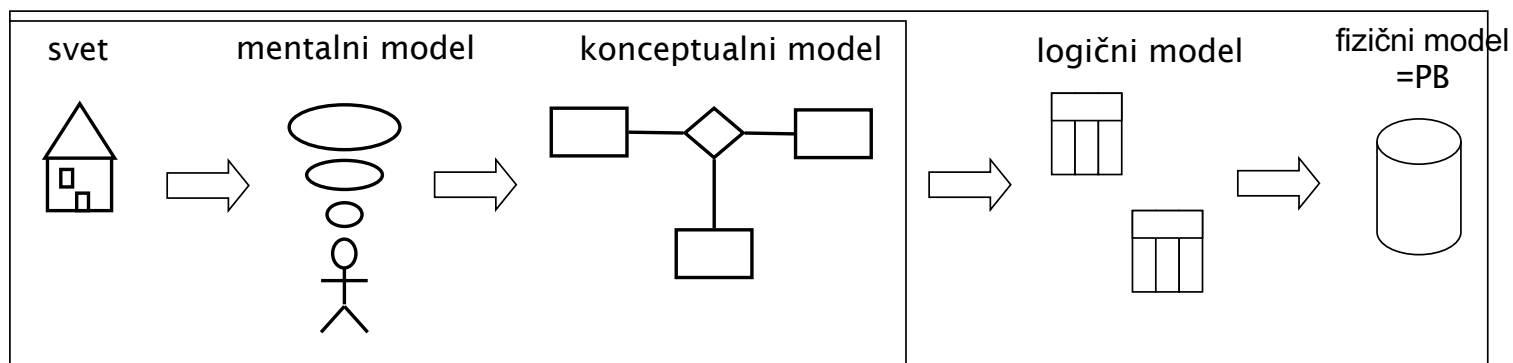 svet
mentalni model
konceptualni model
logični model
fizični model
=PB